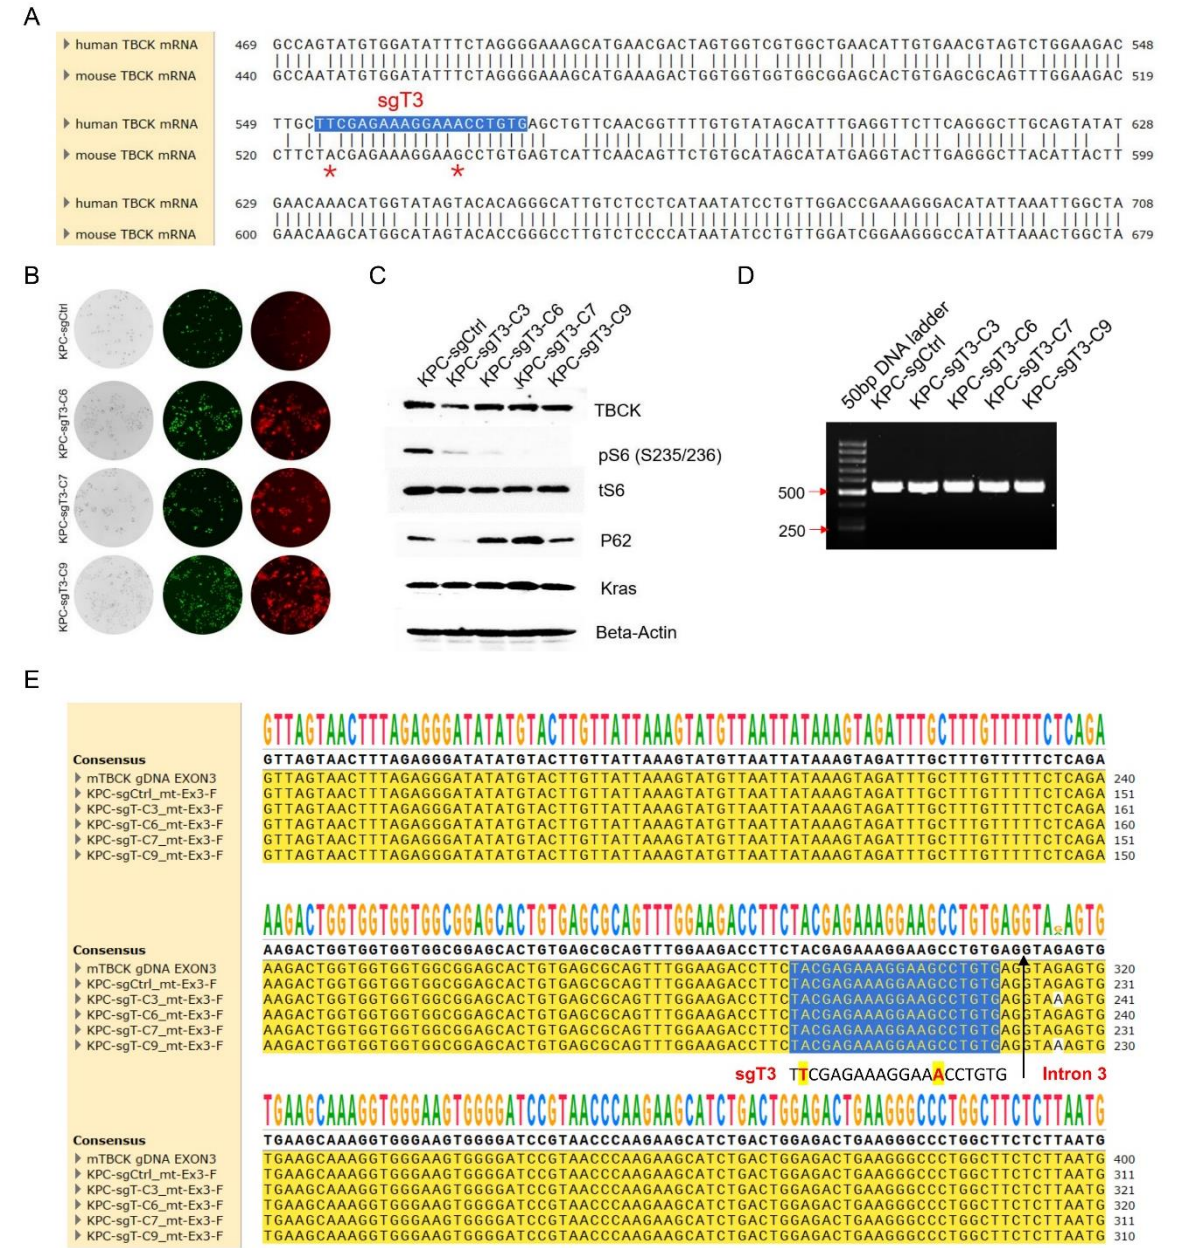 A
human TBCK mRNA 469 GCCAGTATGTGGATATTTCTAGGGGAAAGCATGAACGACTAGTGGTCGTGGCTGAACATTGTGAACGTAGTCTGGAAGAC 548
mouse TBCK mRNA 440 GCCAATATGTGGATATTTCTAGGGGAAAGCATGAAAGACTGGTGGTGGTGGCGGAGCACTGTGAGCGCAGTTTGGAAGAC 519
sgT3
human TBCK mRNA 549 TTGCTTCGAGAAAGGAAACCTGTGAGCTGTTCAACGGTTTTGTGTATAGCATTTGAGGTTCTTCAGGGCTTGCAGTATAT 628
mouse TBCK mRNA 520 CTTCTACGAGAAAGGAAGCCTGTGAGTCATTCAACAGTTCTGTGCATAGCATATGAGGTACTTGAGGGCTTACATTACTT 599
* *
human TBCK mRNA 629 GAACAAACATGGTATAGTACACAGGGCATTGTCTCCTCATAATATCCTGTTGGACCGAAAGGGACATATTAAATTGGCTA 708
mouse TBCK mRNA 600 GAACAAGCATGGCATAGTACACCGGGCCTTGTCTCCCCATAATATCCTGTTGGATCGGAAGGGCCATATTAAACTGGCTA 679
B
KPC-sgCtrl
KPC-sgT3-C6
KPC-sgT3-C7
KPC-sgT3-C9
C
KPC-sgCtrl
KPC-sgT3-C3
KPC-sgT3-C6
KPC-sgT3-C7
KPC-sgT3-C9
TBCK
pS6 (S235/236)
tS6
P62
Kras
Beta-Actin
D
50bp DNA ladder
KPC-sgCtrl
KPC-sgT3-C3
KPC-sgT3-C6
KPC-sgT3-C7
KPC-sgT3-C9
500
250
E
GTTAGTAACTTTAGAGGGATATATGTACTTGTTATTAAAGTATGTTAATTATAAAGTAGATTTGCTTTGTTTTTCTCAGA
Consensus GTTAGTAACTTTAGAGGGATATATGTACTTGTTATTAAAGTATGTTAATTATAAAGTAGATTTGCTTTGTTTTTCTCAGA
mTBCK gDNA EXON3 GTTAGTAACTTTAGAGGGATATATGTACTTGTTATTAAAGTATGTTAATTATAAAGTAGATTTGCTTTGTTTTTCTCAGA 240
KPC-sgCtrl_mt-Ex3-F GTTAGTAACTTTAGAGGGATATATGTACTTGTTATTAAAGTATGTTAATTATAAAGTAGATTTGCTTTGTTTTTCTCAGA 151
KPC-sgT-C3_mt-Ex3-F GTTAGTAACTTTAGAGGGATATATGTACTTGTTATTAAAGTATGTTAATTATAAAGTAGATTTGCTTTGTTTTTCTCAGA 161
KPC-sgT-C6_mt-Ex3-F GTTAGTAACTTTAGAGGGATATATGTACTTGTTATTAAAGTATGTTAATTATAAAGTAGATTTGCTTTGTTTTTCTCAGA 160
KPC-sgT-C7_mt-Ex3-F GTTAGTAACTTTAGAGGGATATATGTACTTGTTATTAAAGTATGTTAATTATAAAGTAGATTTGCTTTGTTTTTCTCAGA 151
KPC-sgT-C9_mt-Ex3-F GTTAGTAACTTTAGAGGGATATATGTACTTGTTATTAAAGTATGTTAATTATAAAGTAGATTTGCTTTGTTTTTCTCAGA 150
AAGACTGGTGGTGGTGGCGGAGCACTGTGAGCGCAGTTTGGAAGACCTTCTACGAGAAAGGAAGCCTGTGAGGTAGAGTG
Consensus AAGACTGGTGGTGGTGGCGGAGCACTGTGAGCGCAGTTTGGAAGACCTTCTACGAGAAAGGAAGCCTGTGAGGTAGAGTG
mTBCK gDNA EXON3 AAGACTGGTGGTGGTGGCGGAGCACTGTGAGCGCAGTTTGGAAGACCTTCTACGAGAAAGGAAGCCTGTGAGGTAGAGTG 320
KPC-sgCtrl_mt-Ex3-F AAGACTGGTGGTGGTGGCGGAGCACTGTGAGCGCAGTTTGGAAGACCTTCTACGAGAAAGGAAGCCTGTGAGGTAGAGTG 231
KPC-sgT-C3_mt-Ex3-F AAGACTGGTGGTGGTGGCGGAGCACTGTGAGCGCAGTTTGGAAGACCTTCTACGAGAAAGGAAGCCTGTGAGGTAAAGTG 241
KPC-sgT-C6_mt-Ex3-F AAGACTGGTGGTGGTGGCGGAGCACTGTGAGCGCAGTTTGGAAGACCTTCTACGAGAAAGGAAGCCTGTGAGGTAGAGTG 240
KPC-sgT-C7_mt-Ex3-F AAGACTGGTGGTGGTGGCGGAGCACTGTGAGCGCAGTTTGGAAGACCTTCTACGAGAAAGGAAGCCTGTGAGGTAGAGTG 231
KPC-sgT-C9_mt-Ex3-F AAGACTGGTGGTGGTGGCGGAGCACTGTGAGCGCAGTTTGGAAGACCTTCTACGAGAAAGGAAGCCTGTGAGGTAAAGTG 230
sgT3 TTCGAGAAAGGAAACCTGTG Intron 3
TGAAGCAAAGGTGGGAAGTGGGGATCCGTAACCCAAGAAGCATCTGACTGGAGACTGAAGGGCCCTGGCTTCTCTTAATG
Consensus TGAAGCAAAGGTGGGAAGTGGGGATCCGTAACCCAAGAAGCATCTGACTGGAGACTGAAGGGCCCTGGCTTCTCTTAATG
mTBCK gDNA EXON3 TGAAGCAAAGGTGGGAAGTGGGGATCCGTAACCCAAGAAGCATCTGACTGGAGACTGAAGGGCCCTGGCTTCTCTTAATG 400
KPC-sgCtrl_mt-Ex3-F TGAAGCAAAGGTGGGAAGTGGGGATCCGTAACCCAAGAAGCATCTGACTGGAGACTGAAGGGCCCTGGCTTCTCTTAATG 311
KPC-sgT-C3_mt-Ex3-F TGAAGCAAAGGTGGGAAGTGGGGATCCGTAACCCAAGAAGCATCTGACTGGAGACTGAAGGGCCCTGGCTTCTCTTAATG 321
KPC-sgT-C6_mt-Ex3-F TGAAGCAAAGGTGGGAAGTGGGGATCCGTAACCCAAGAAGCATCTGACTGGAGACTGAAGGGCCCTGGCTTCTCTTAATG 320
KPC-sgT-C7_mt-Ex3-F TGAAGCAAAGGTGGGAAGTGGGGATCCGTAACCCAAGAAGCATCTGACTGGAGACTGAAGGGCCCTGGCTTCTCTTAATG 311
KPC-sgT-C9_mt-Ex3-F TGAAGCAAAGGTGGGAAGTGGGGATCCGTAACCCAAGAAGCATCTGACTGGAGACTGAAGGGCCCTGGCTTCTCTTAATG 310